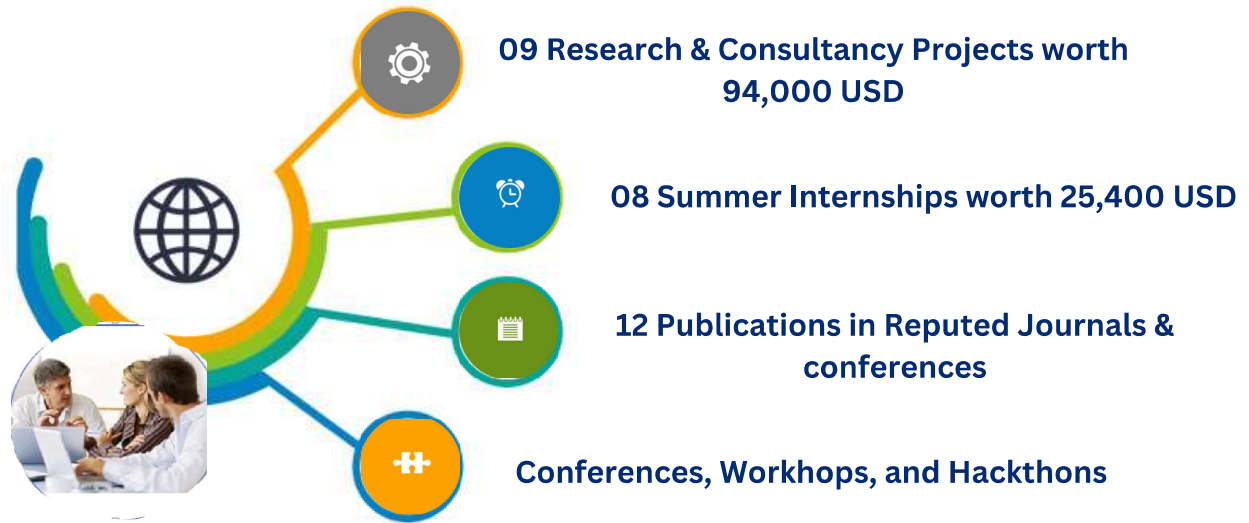 09 Research & Consultancy Projects worth
94,000 USD
08 Summer Internships worth 25,400 USD
12 Publications in Reputed Journals &
conferences
Conferences, Workhops, and Hackthons